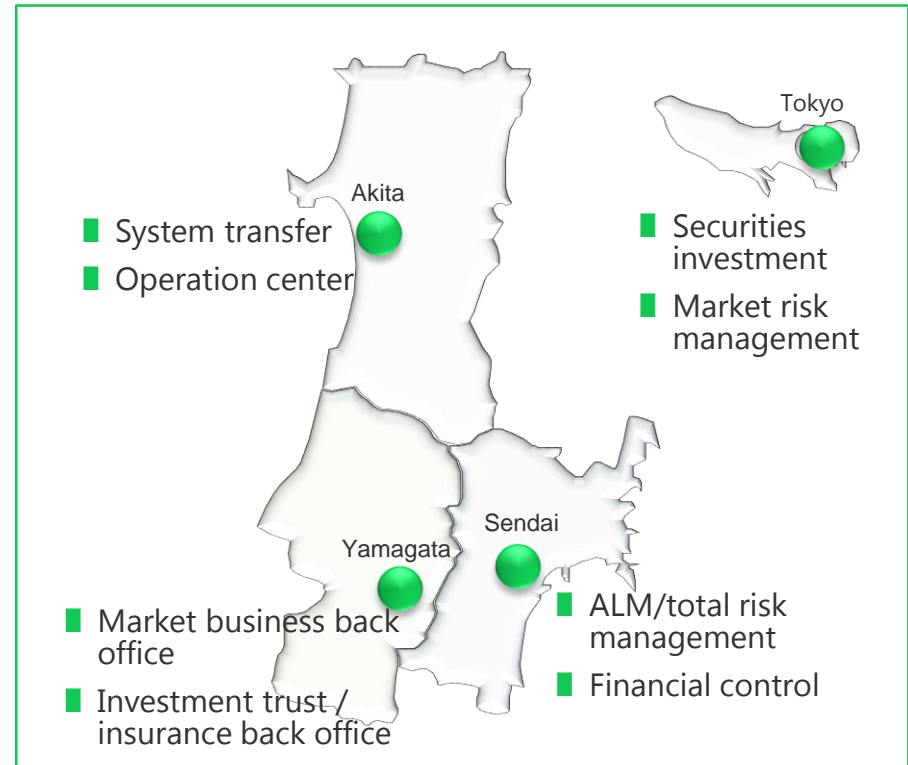 Tokyo
Securities
investment
Market risk
management
Akita
System transfer
Operation center
Sendai
ALM/total risk
management
Financial control
Yamagata
Market business back
office
Investment trust /
insurance back office